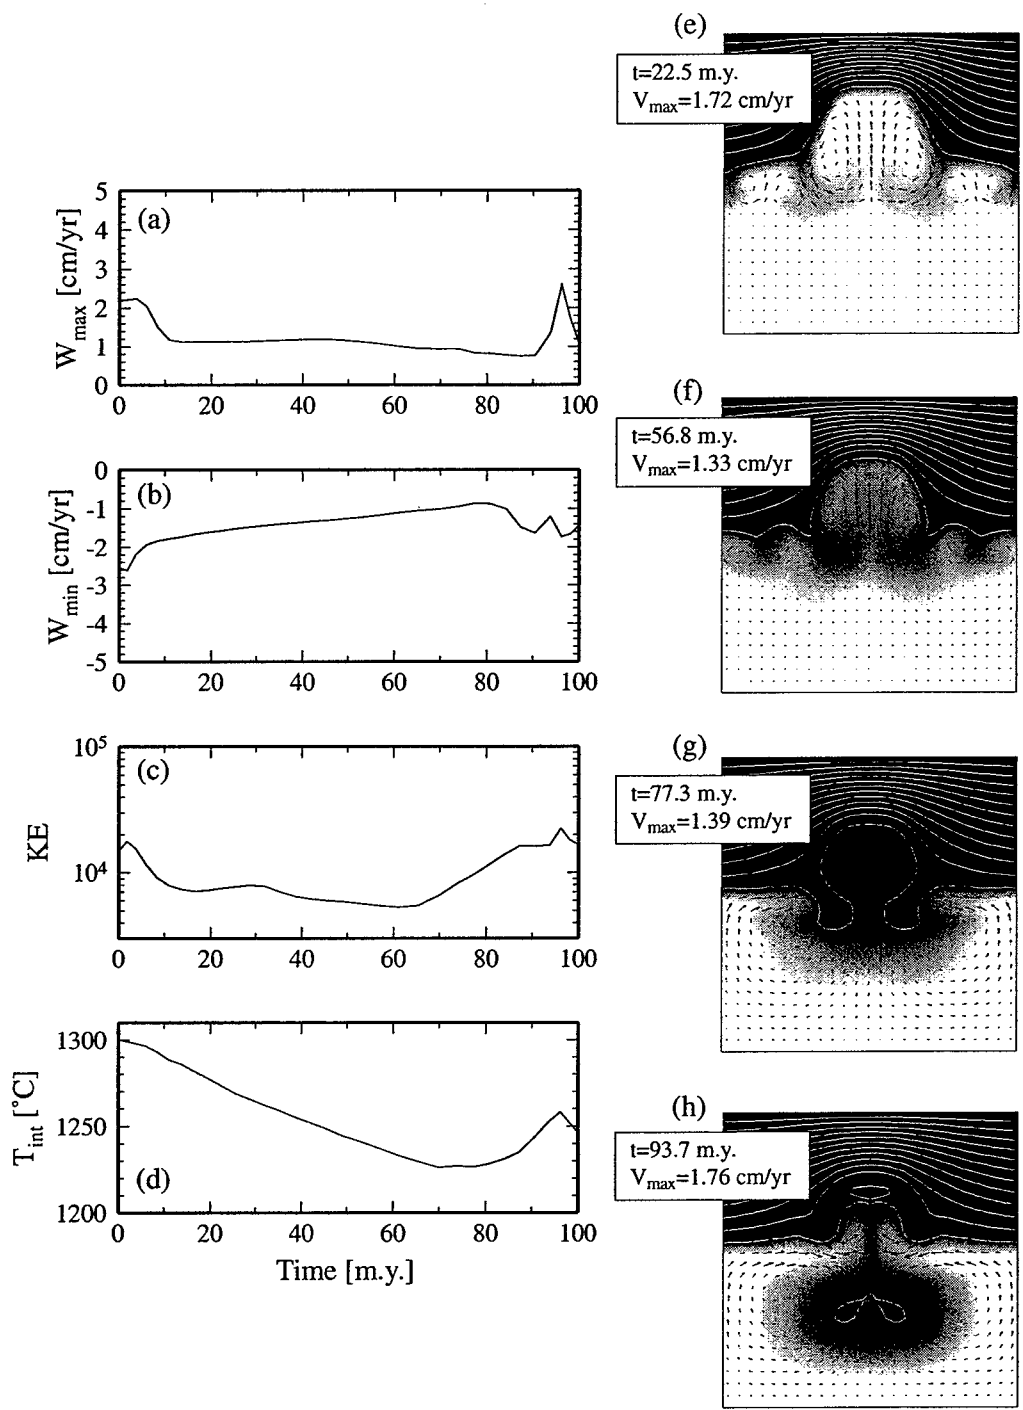 (a)
W_max [cm/yr]
5
4
3
2
1
0
0 20 40 60 80 100
(b)
W_min [cm/yr]
0
-1
-2
-3
-4
-5
0 20 40 60 80 100
(c)
KE
10^5
10^4
0 20 40 60 80 100
(d)
T_int [°C]
1300
1250
1200
0 20 40 60 80 100
Time [m.y.]
(e)
t=22.5 m.y.
V_max=1.72 cm/yr
(f)
t=56.8 m.y.
V_max=1.33 cm/yr
(g)
t=77.3 m.y.
V_max=1.39 cm/yr
(h)
t=93.7 m.y.
V_max=1.76 cm/yr